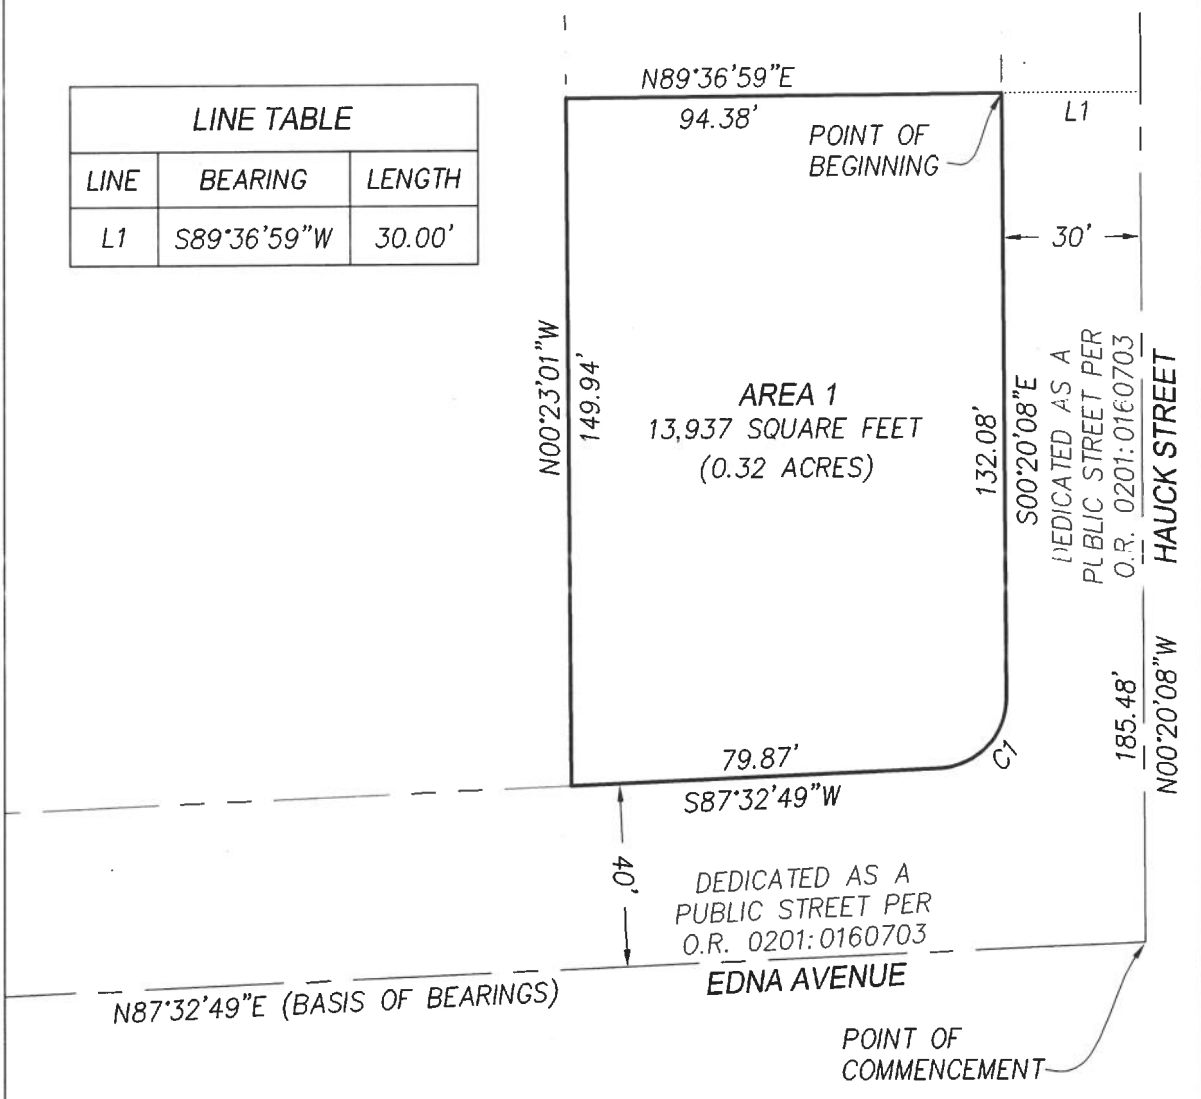 LINE TABLE
LINE BEARING LENGTH
L1 S89°36'59"W 30.00'
N89°36'59"E
94.38'
POINT OF
BEGINNING
L1
30'
N00°23'01"W
149.94'
AREA 1
13,937 SQUARE FEET
(0.32 ACRES)
132.08'
S00°20'08"E
DEDICATED AS A
PUBLIC STREET PER
O.R. 0201:0160703
HAUCK STREET
185.48'
N00°20'08"W
C1
79.87'
S87°32'49"W
40'
DEDICATED AS A
PUBLIC STREET PER
O.R. 0201:0160703
EDNA AVENUE
N87°32'49"E (BASIS OF BEARINGS)
POINT OF
COMMENCEMENT